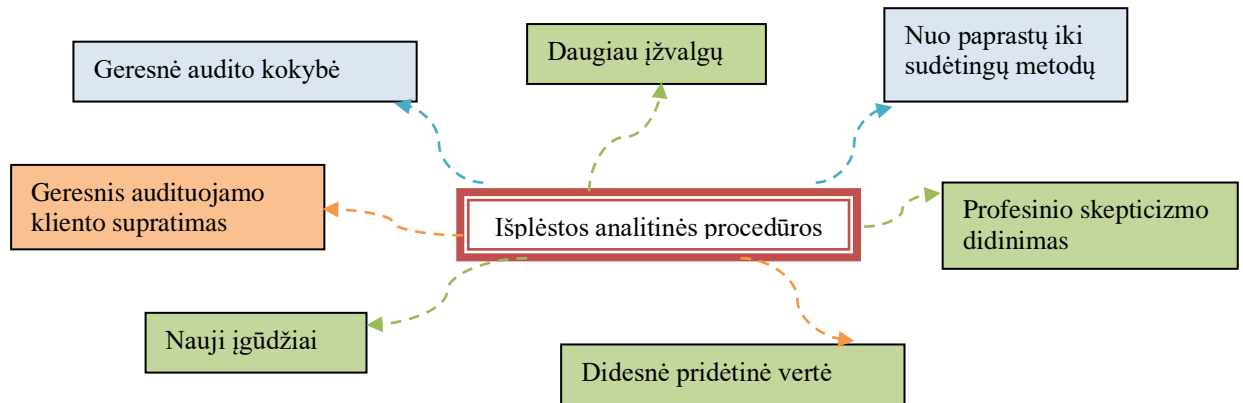 Geresnė audito kokybė
Daugiau įžvalgų
Nuo paprastų iki
sudėtingų metodų
Geresnis audituojamo
kliento supratimas
Išplėstos analitinės procedūros
Profesinio skepticizmo
didinimas
Nauji įgūdžiai
Didesnė pridėtinė vertė